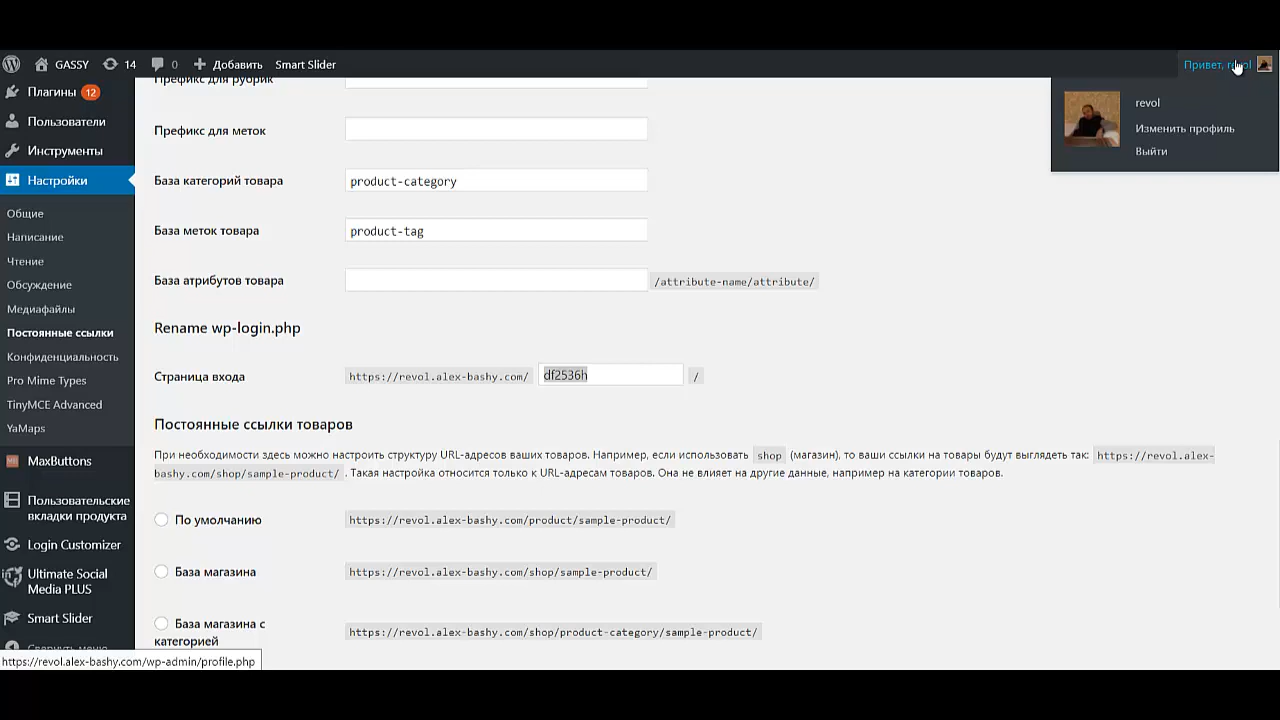 GASSY 14 0 Добавить Smart Slider Привет, revol
revol
Изменить профиль
Выйти
Плагины 12
Пользователи
Инструменты
Настройки
Общие
Написание
Чтение
Обсуждение
Медиафайлы
Постоянные ссылки
Конфиденциальность
Pro Mime Types
TinyMCE Advanced
YaMaps
MaxButtons
Пользовательские
вкладки продукта
Login Customizer
Ultimate Social
Media PLUS
Smart Slider
Свернуть меню
https://revol.alex-bashy.com/wp-admin/profile.php
Префикс для рубрик
Префикс для меток
База категорий товара product-category
База меток товара product-tag
База атрибутов товара /attribute-name/attribute/
Rename wp-login.php
Страница входа https://revol.alex-bashy.com/ df2536h /
Постоянные ссылки товаров
При необходимости здесь можно настроить структуру URL-адресов ваших товаров. Например, если использовать shop (магазин), то ваши ссылки на товары будут выглядеть так: https://revol.alex-
bashy.com/shop/sample-product/ . Такая настройка относится только к URL-адресам товаров. Она не влияет на другие данные, например на категории товаров.
По умолчанию https://revol.alex-bashy.com/product/sample-product/
База магазина https://revol.alex-bashy.com/shop/sample-product/
База магазина с
категорией https://revol.alex-bashy.com/shop/product-category/sample-product/